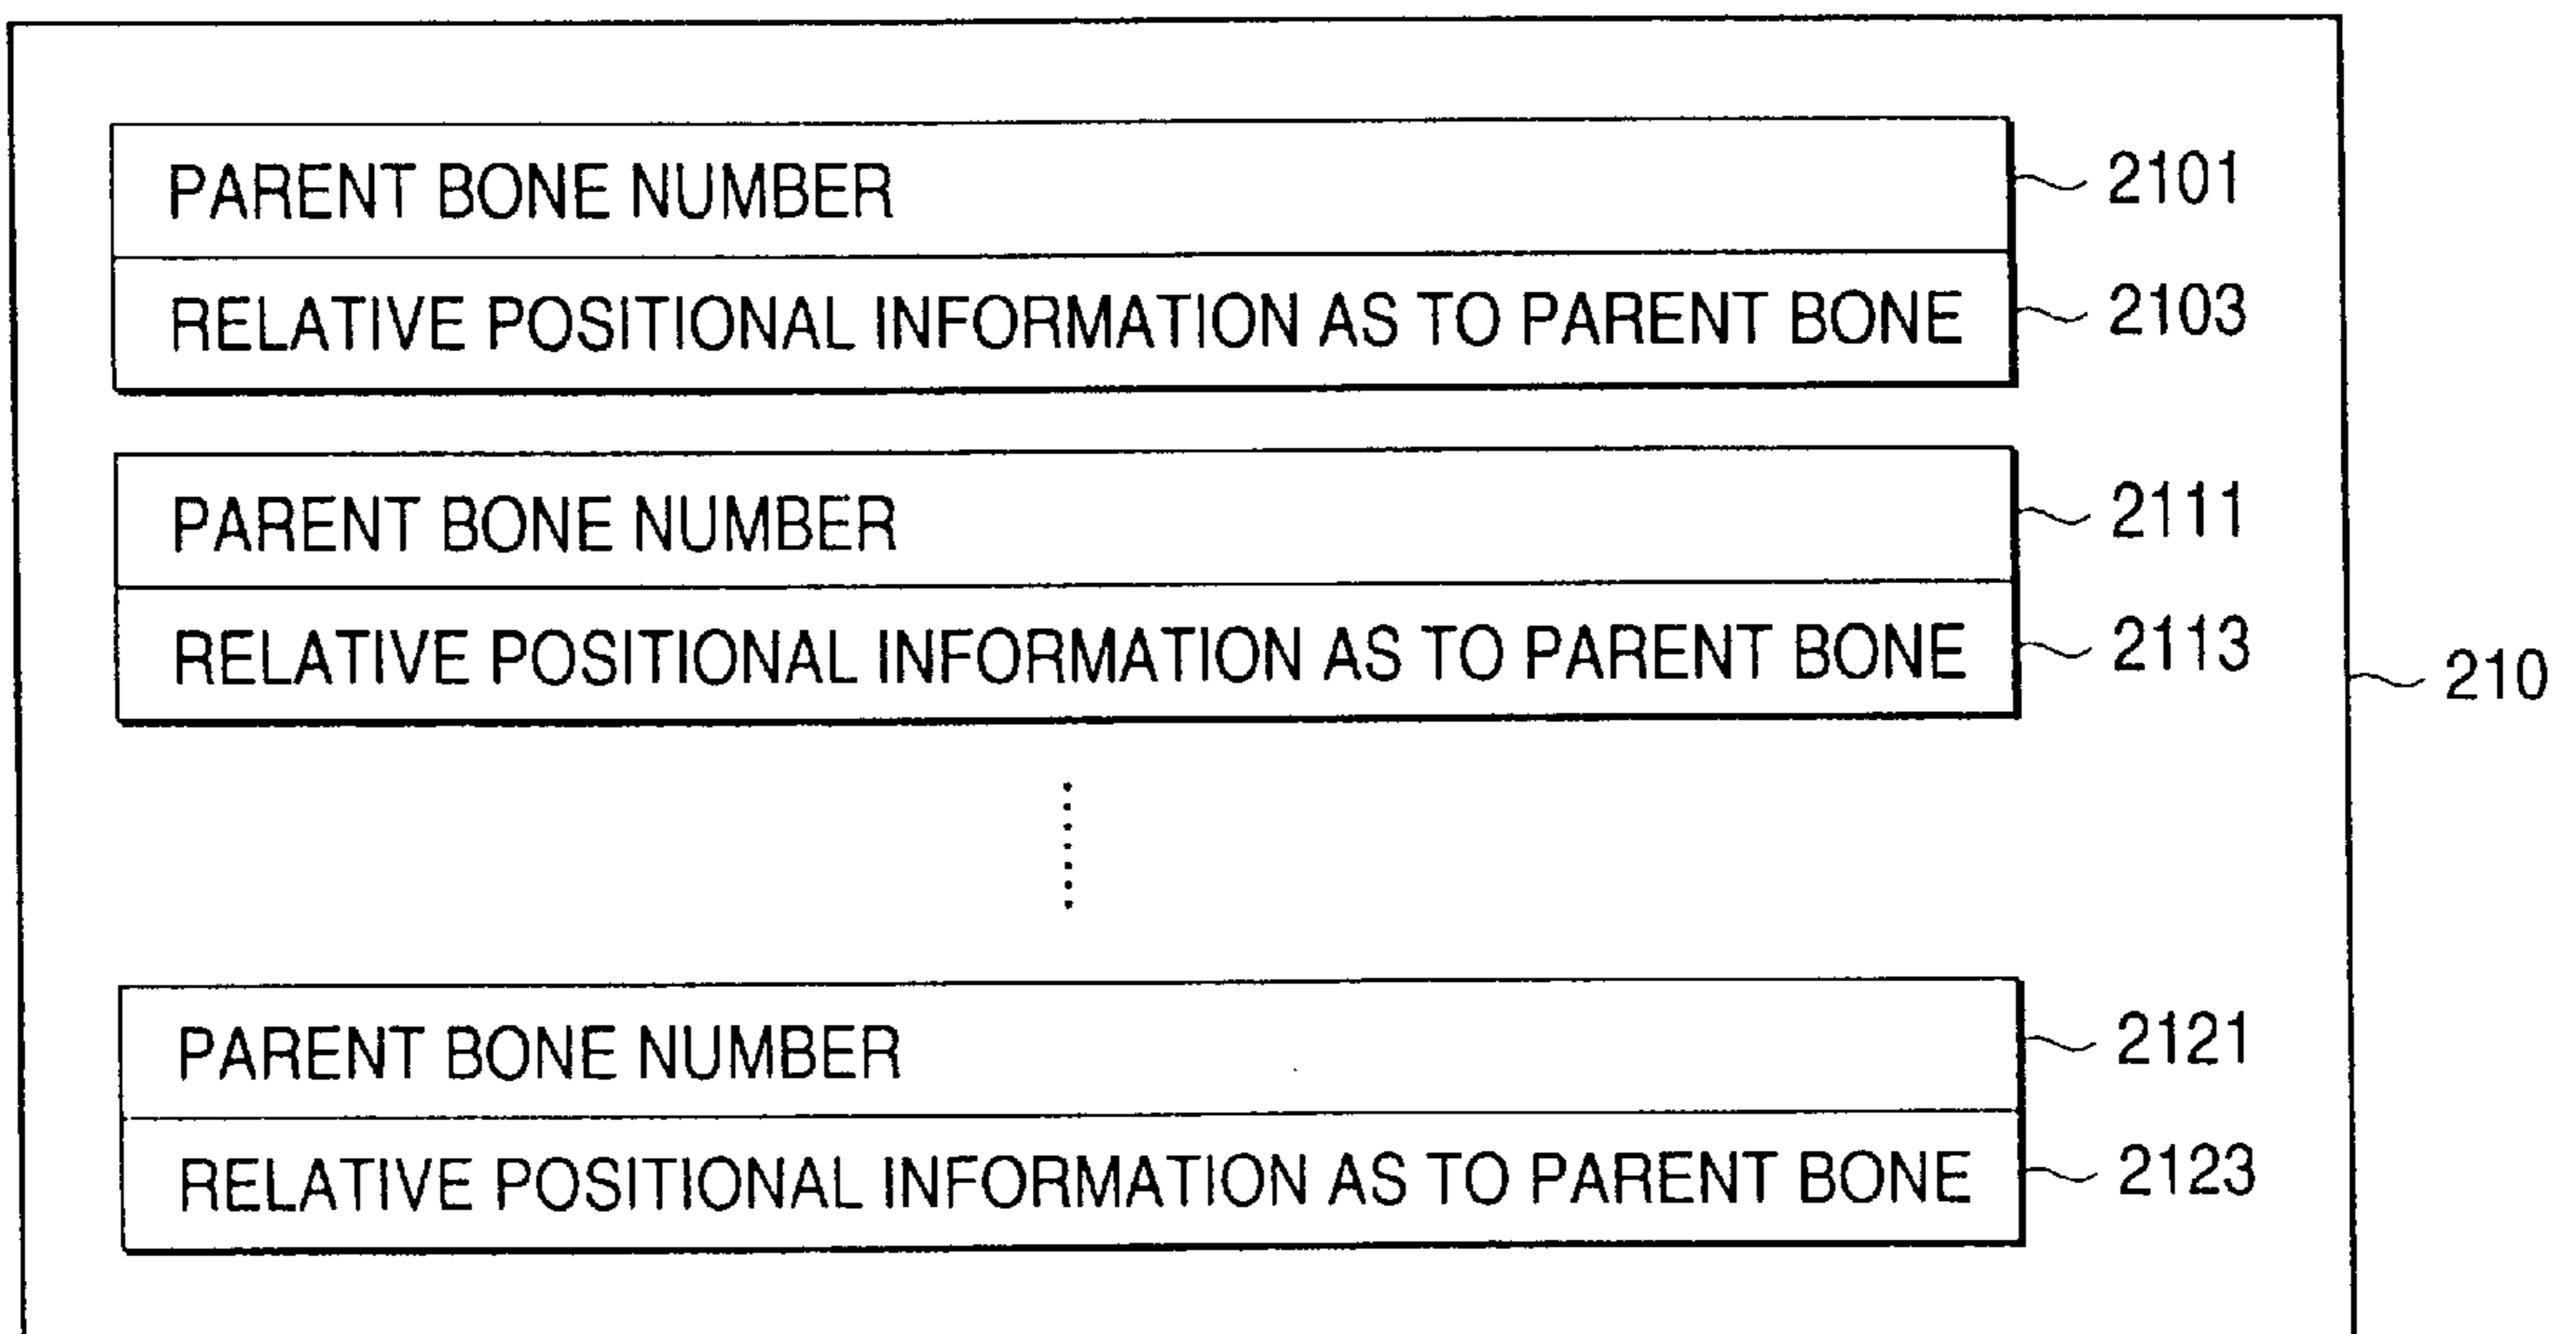 PARENT BONE NUMBER 2101
RELATIVE POSITIONAL INFORMATION AS TO PARENT BONE 2103
PARENT BONE NUMBER 2111
RELATIVE POSITIONAL INFORMATION AS TO PARENT BONE 2113
210
PARENT BONE NUMBER 2121
RELATIVE POSITIONAL INFORMATION AS TO PARENT BONE 2123